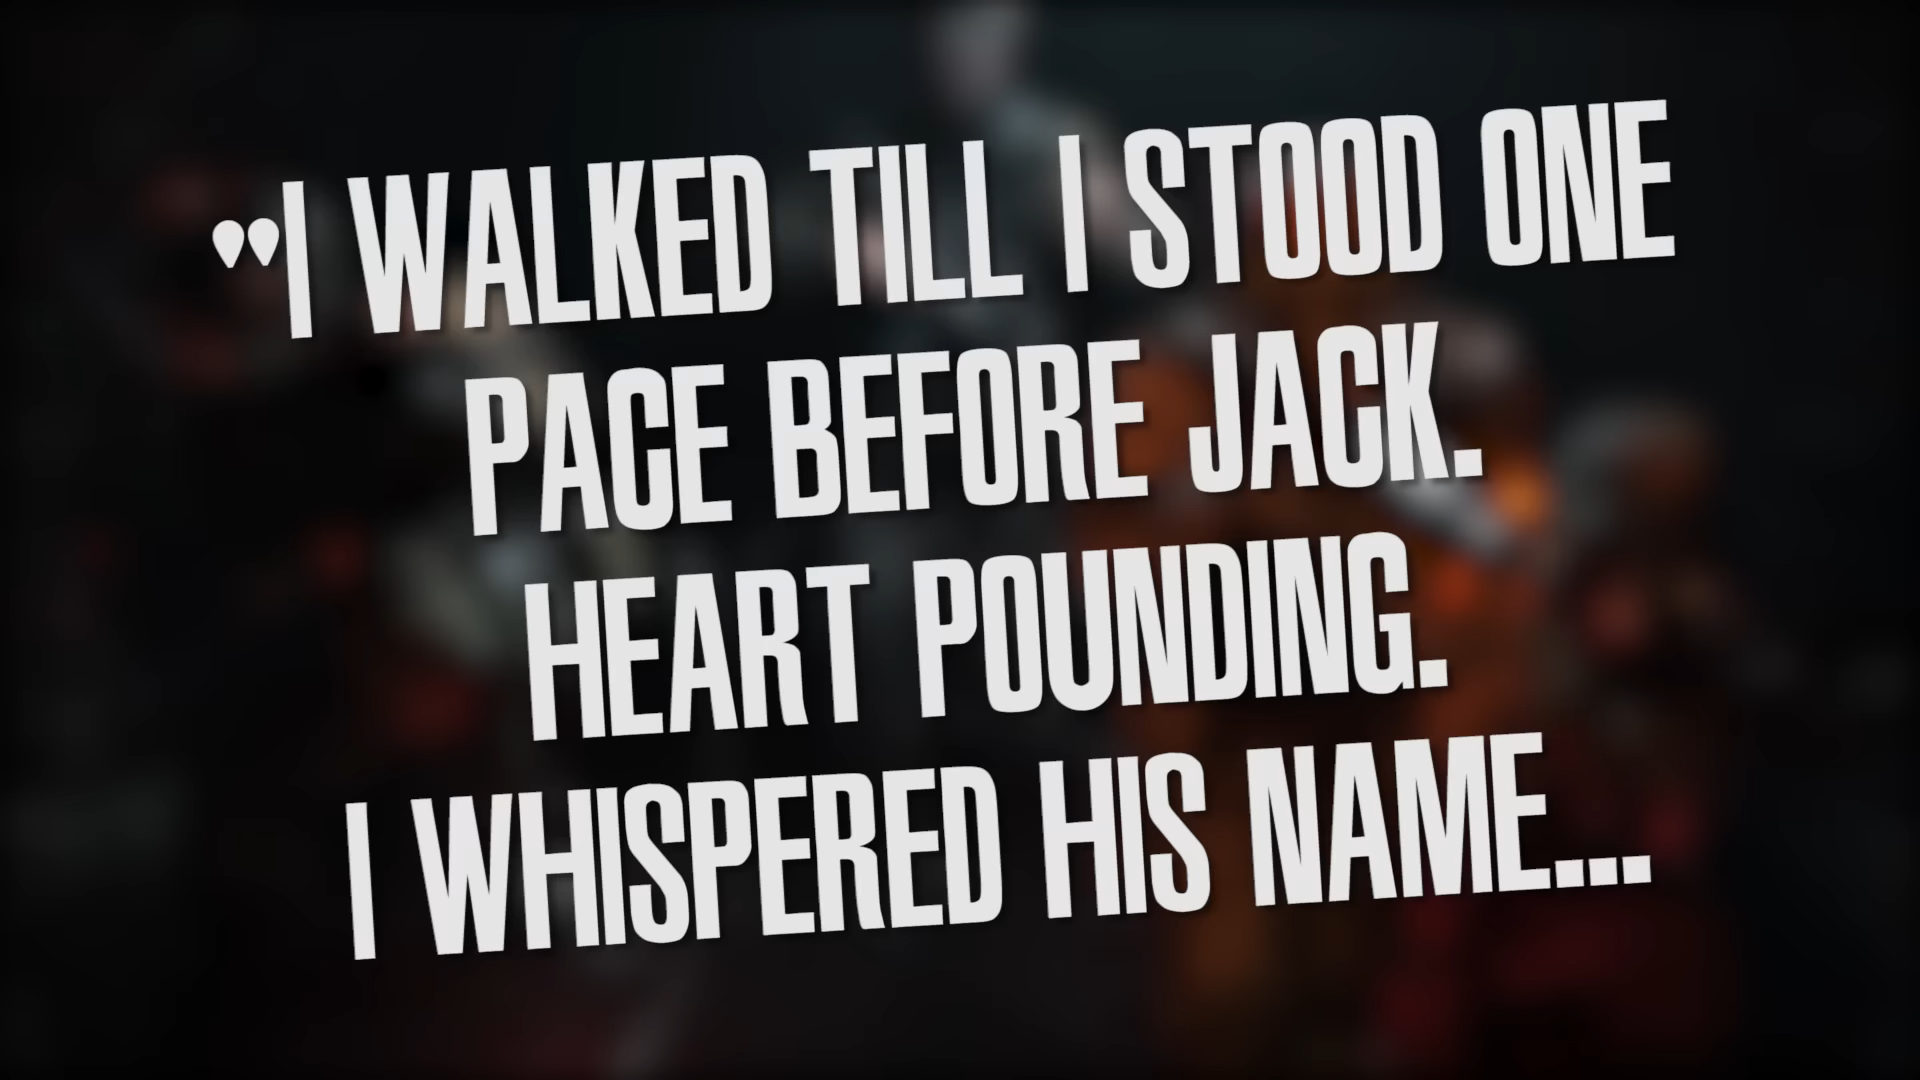 ”I WALKED TILL I STOOD ONE
PACE BEFORE JACK.
HEART POUNDING.
I WHISPERED HIS NAME...